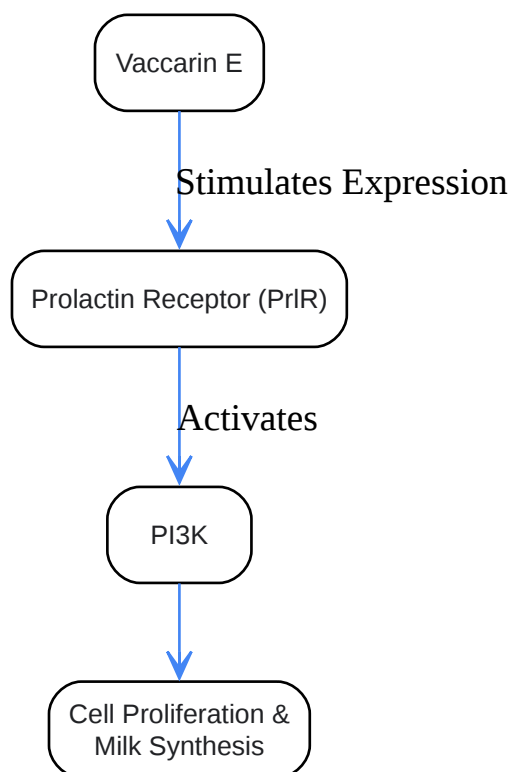 Vaccarin E
Stimulates Expression
Prolactin Receptor (PrlR)
Activates
PI3K
Cell Proliferation &
Milk Synthesis